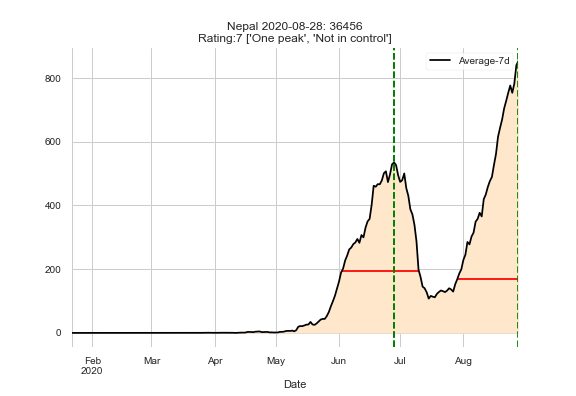 Nepal 2020-08-28: 36456
Rating:7 ['One peak', 'Not in control']
Average-7d
800
600
400
200
0
Feb
2020
Mar
Apr
May
Jun
Jul
Aug
Date